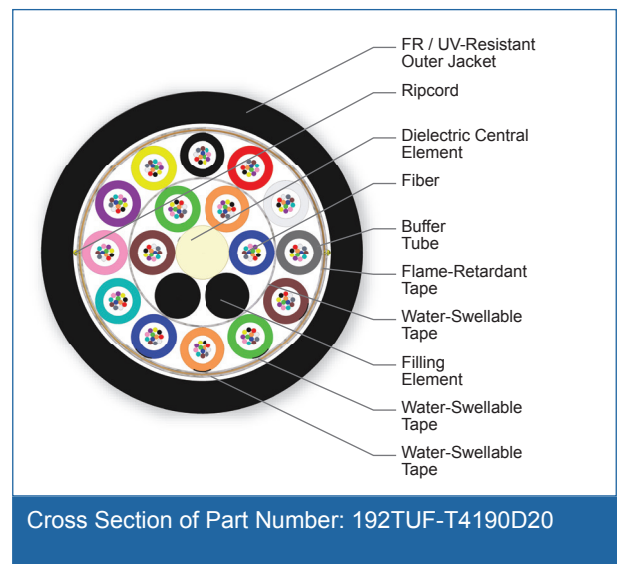 FR / UV-Resistant
Outer Jacket
Ripcord
Dielectric Central
Element
Fiber
Buffer
Tube
Flame-Retardant
Tape
Water-Swellable
Tape
Filling
Element
Water-Swellable
Tape
Water-Swellable
Tape
Cross Section of Part Number: 192TUF-T4190D20